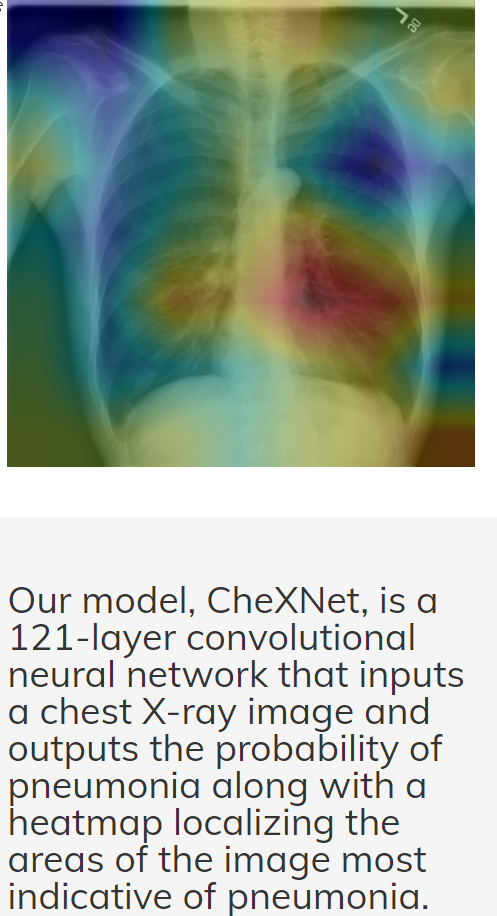 Our model, CheXNet, is a
121-layer convolutional
neural network that inputs
a chest X-ray image and
outputs the probability of
pneumonia along with a
heatmap localizing the
areas of the image most
indicative of pneumonia.